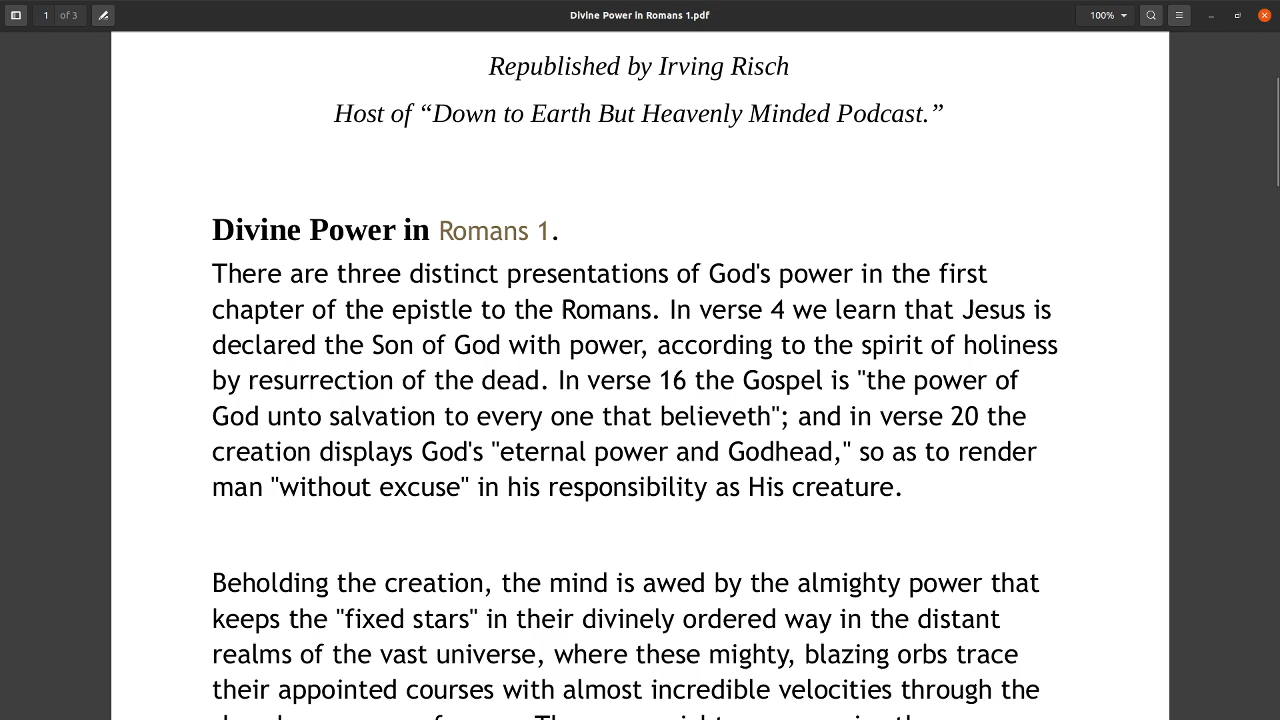 1 of 3
Divine Power in Romans 1.pdf
100%
Republished by Irving Risch
Host of “Down to Earth But Heavenly Minded Podcast.”
Divine Power in Romans 1.
There are three distinct presentations of God's power in the first
chapter of the epistle to the Romans. In verse 4 we learn that Jesus is
declared the Son of God with power, according to the spirit of holiness
by resurrection of the dead. In verse 16 the Gospel is "the power of
God unto salvation to every one that believeth"; and in verse 20 the
creation displays God's "eternal power and Godhead," so as to render
man "without excuse" in his responsibility as His creature.
Beholding the creation, the mind is awed by the almighty power that
keeps the "fixed stars" in their divinely ordered way in the distant
realms of the vast universe, where these mighty, blazing orbs trace
their appointed courses with almost incredible velocities through the